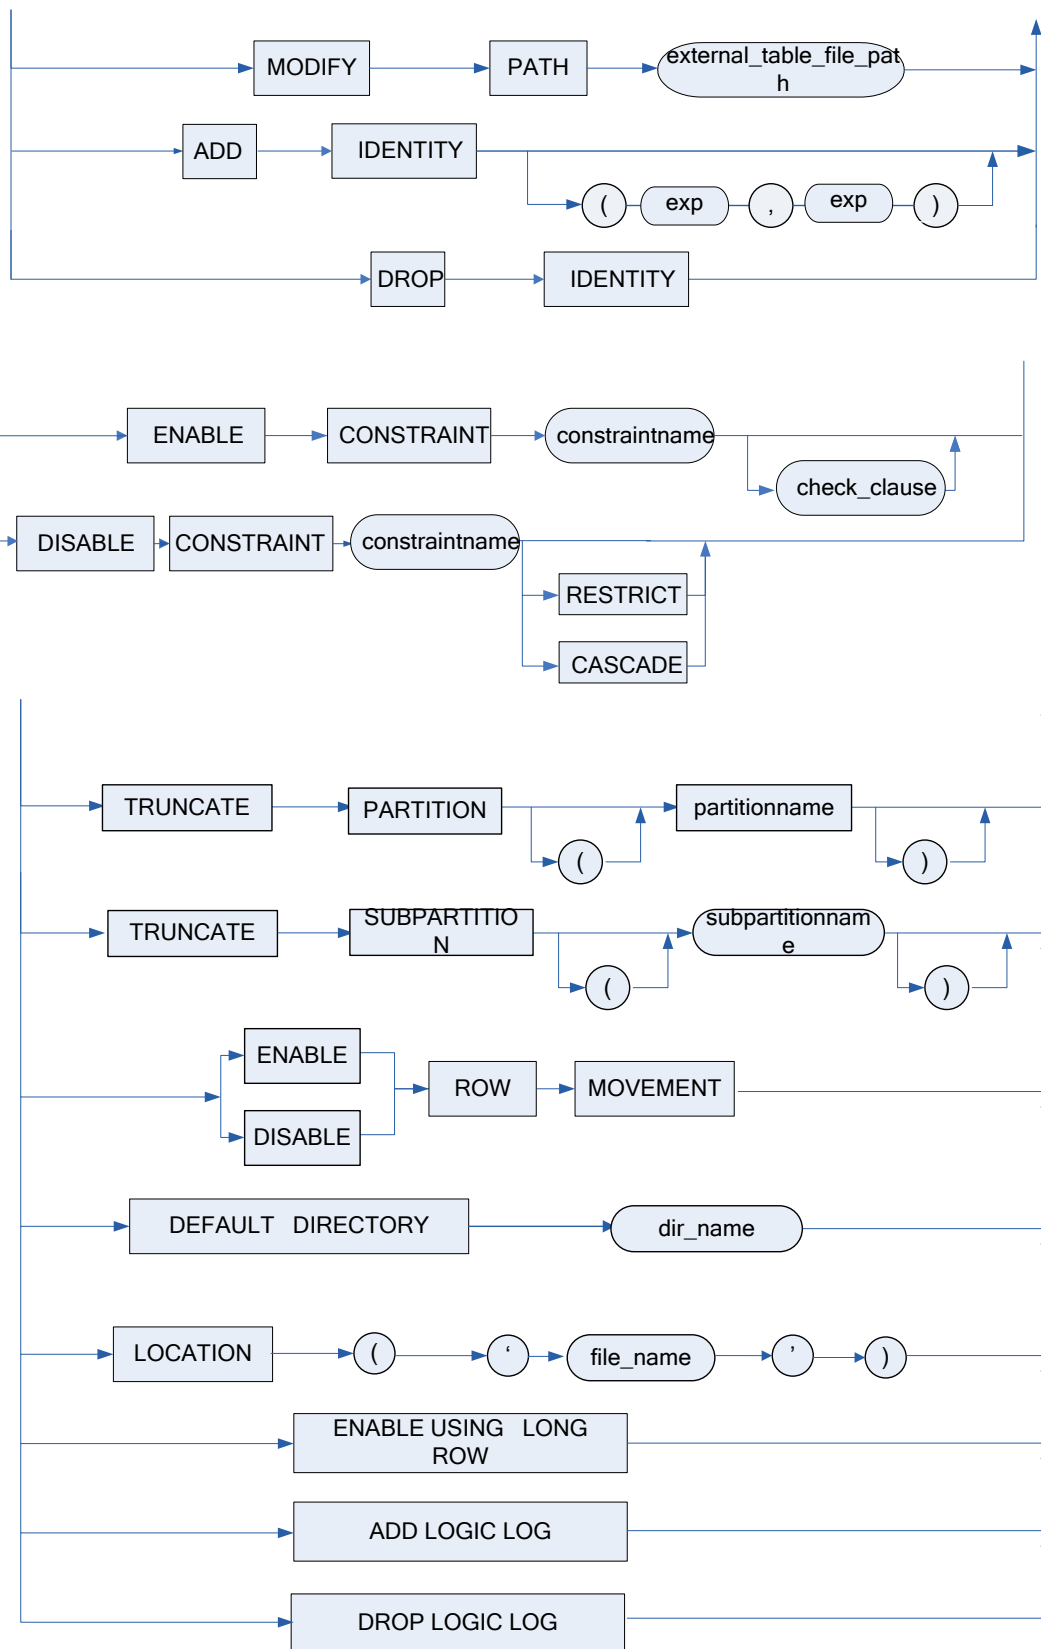 MODIFY PATH external_table_file_pat
h
ADD IDENTITY
( exp , exp )
DROP IDENTITY
ENABLE CONSTRAINT constraintname
check_clause
DISABLE CONSTRAINT constraintname
RESTRICT
CASCADE
TRUNCATE PARTITION partitionname
( )
TRUNCATE SUBPARTITIO
N subpartitionnam
e
( )
ENABLE
ROW MOVEMENT
DISABLE
DEFAULT DIRECTORY dir_name
LOCATION ( ‘ file_name ’ )
ENABLE USING LONG
ROW
ADD LOGIC LOG
DROP LOGIC LOG